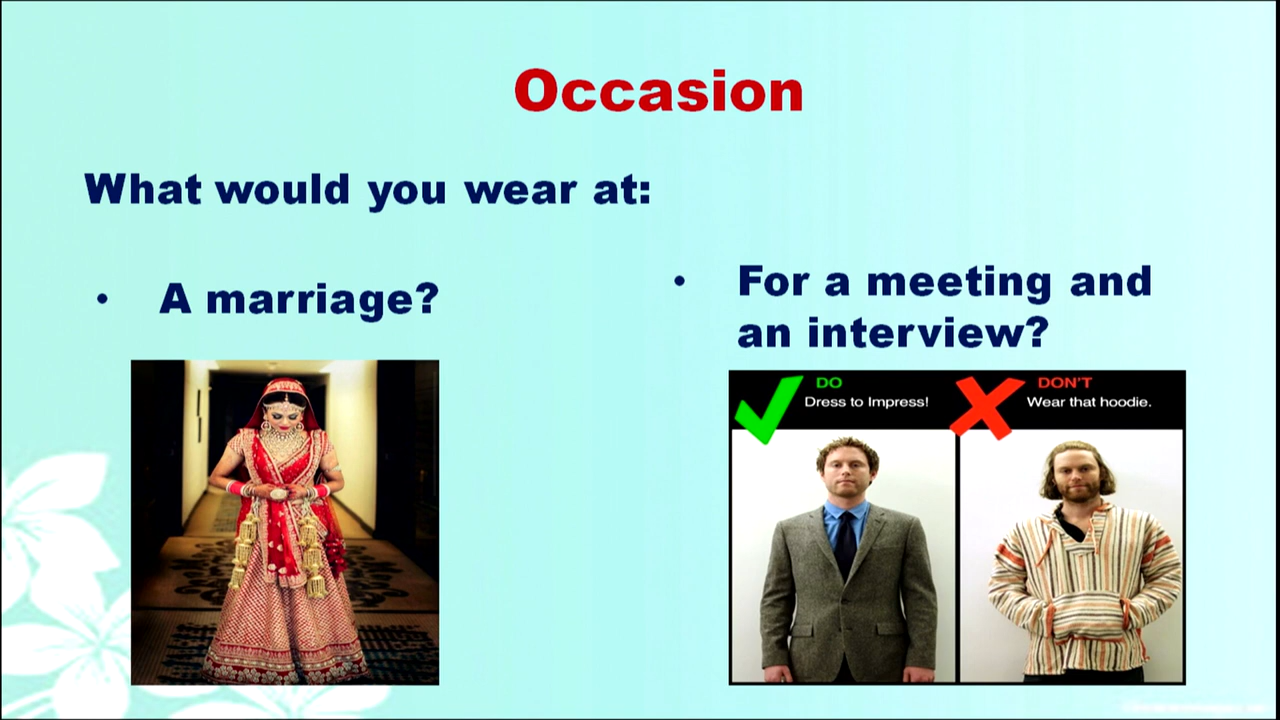 Occasion
What would you wear at:
• A marriage?
• For a meeting and
an interview?
DO
Dress to Impress!
DON'T
Wear that hoodie.